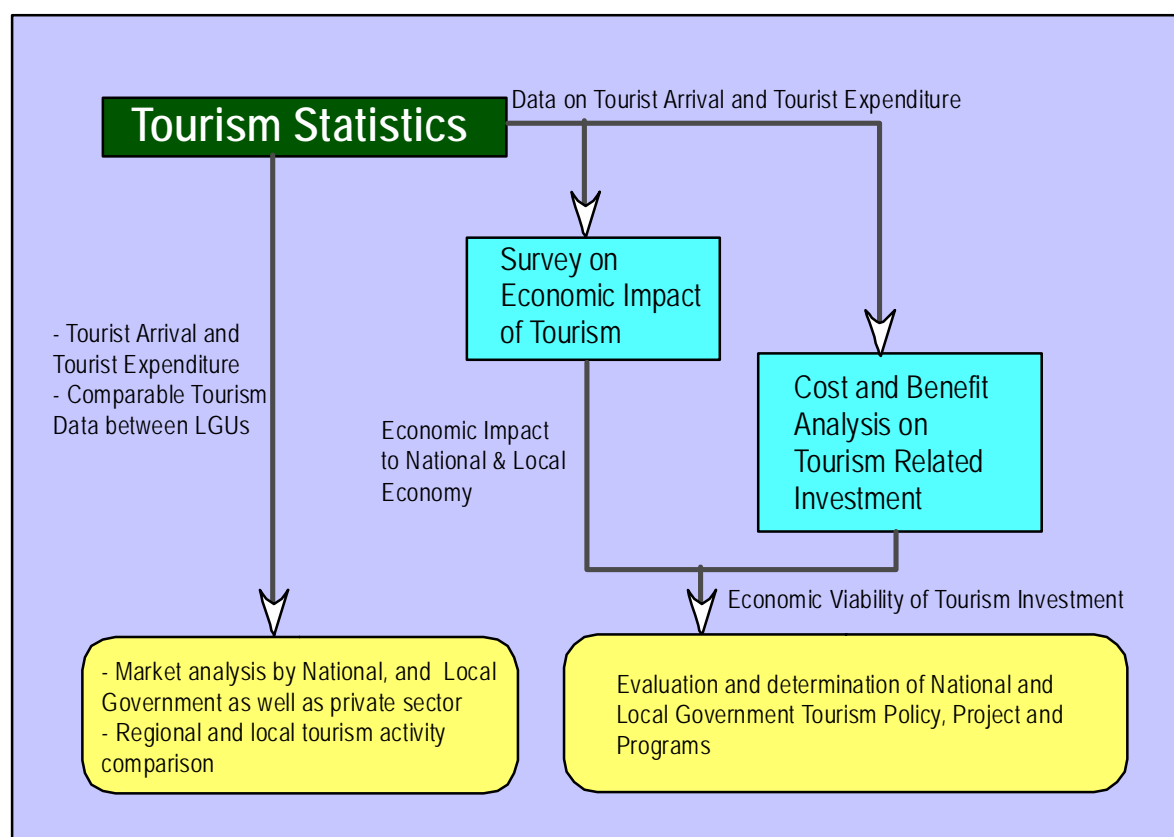 Data on Tourist Arrival and Tourist Expenditure
Tourism Statistics
Survey on
Economic Impact
of Tourism
- Tourist Arrival and
Tourist Expenditure
- Comparable Tourism
Data between LGUs
Cost and Benefit
Analysis on
Tourism Related
Investment
Economic Impact
to National & Local
Economy
Economic Viability of Tourism Investment
- Market analysis by National, and Local
Government as well as private sector
- Regional and local tourism activity
comparison
Evaluation and determination of National and
Local Government Tourism Policy, Project and
Programs